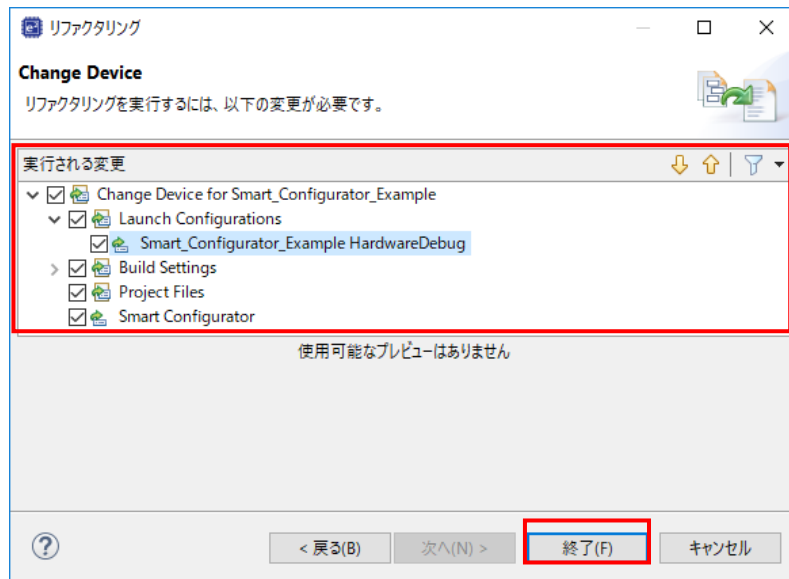 リファクタリング
Change Device
リファクタリングを実行するには、以下の変更が必要です。
実行される変更
Change Device for Smart_Configurator_Example
Launch Configurations
Smart_Configurator_Example HardwareDebug
Build Settings
Project Files
Smart Configurator
使用可能なプレビューはありません
< 戻る(B) 次へ(N) > 終了(F) キャンセル